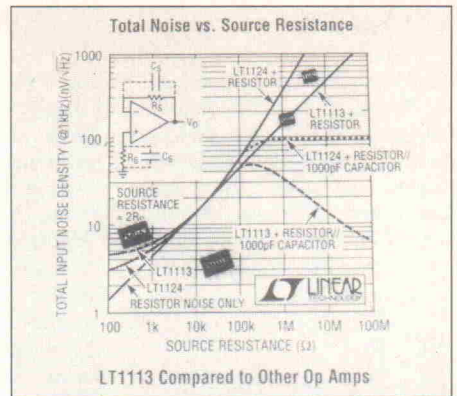 Total Noise vs. Source Resistance
TOTAL INPUT NOISE DENSITY (@1kHz)(nV/√Hz)
1000
100
10
1
CS
RS
VO
RS
CS
SOURCE
RESISTANCE
= 2RS
LT1124 +
RESISTOR
LT1113 +
RESISTOR
LT1124 + RESISTOR//
1000pF CAPACITOR
LT1113 + RESISTOR//
1000pF CAPACITOR
LT1113
LT1124
RESISTOR NOISE ONLY
LINEAR
TECHNOLOGY
100
1k
10k
100k
1M
10M
100M
SOURCE RESISTANCE (Ω)
LT1113 Compared to Other Op Amps